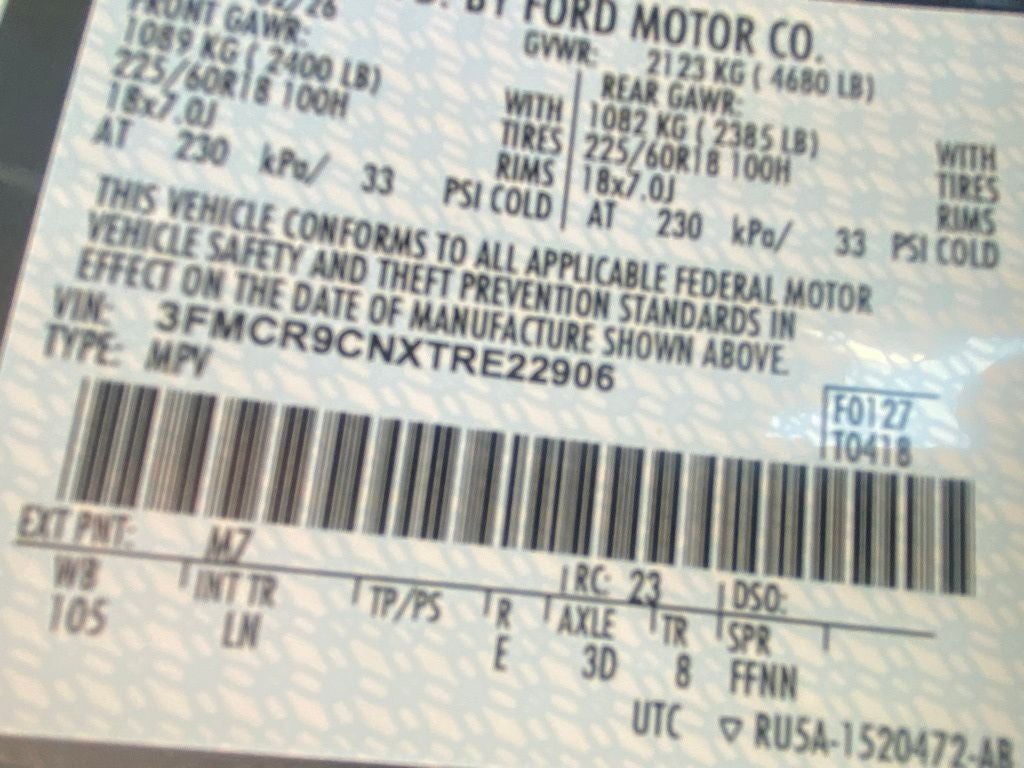 BY FORD MOTOR CO.
02/26
GVWR: 2123 KG ( 4680 LB)
FRONT GAWR:
1089 KG ( 2400 LB) WITH
225/60R18 100H TIRES
18x7.0J RIMS
AT 230 kPa/ 33 PSI COLD
REAR GAWR:
1082 KG ( 2385 LB) WITH
225/60R18 100H TIRES
18x7.0J RIMS
AT 230 kPa/ 33 PSI COLD
THIS VEHICLE CONFORMS TO ALL APPLICABLE FEDERAL MOTOR
VEHICLE SAFETY AND THEFT PREVENTION STANDARDS IN
EFFECT ON THE DATE OF MANUFACTURE SHOWN ABOVE.
VIN: 3FMCR9CNXTRE22906
TYPE: MPV
F0127
T0418
EXT PNT: M7 RC: 23 DSO:
WB INT TR TP/PS R AXLE TR SPR
105 LN E 3D 8 FFNN
UTC ▽ RU5A-1520472-AB